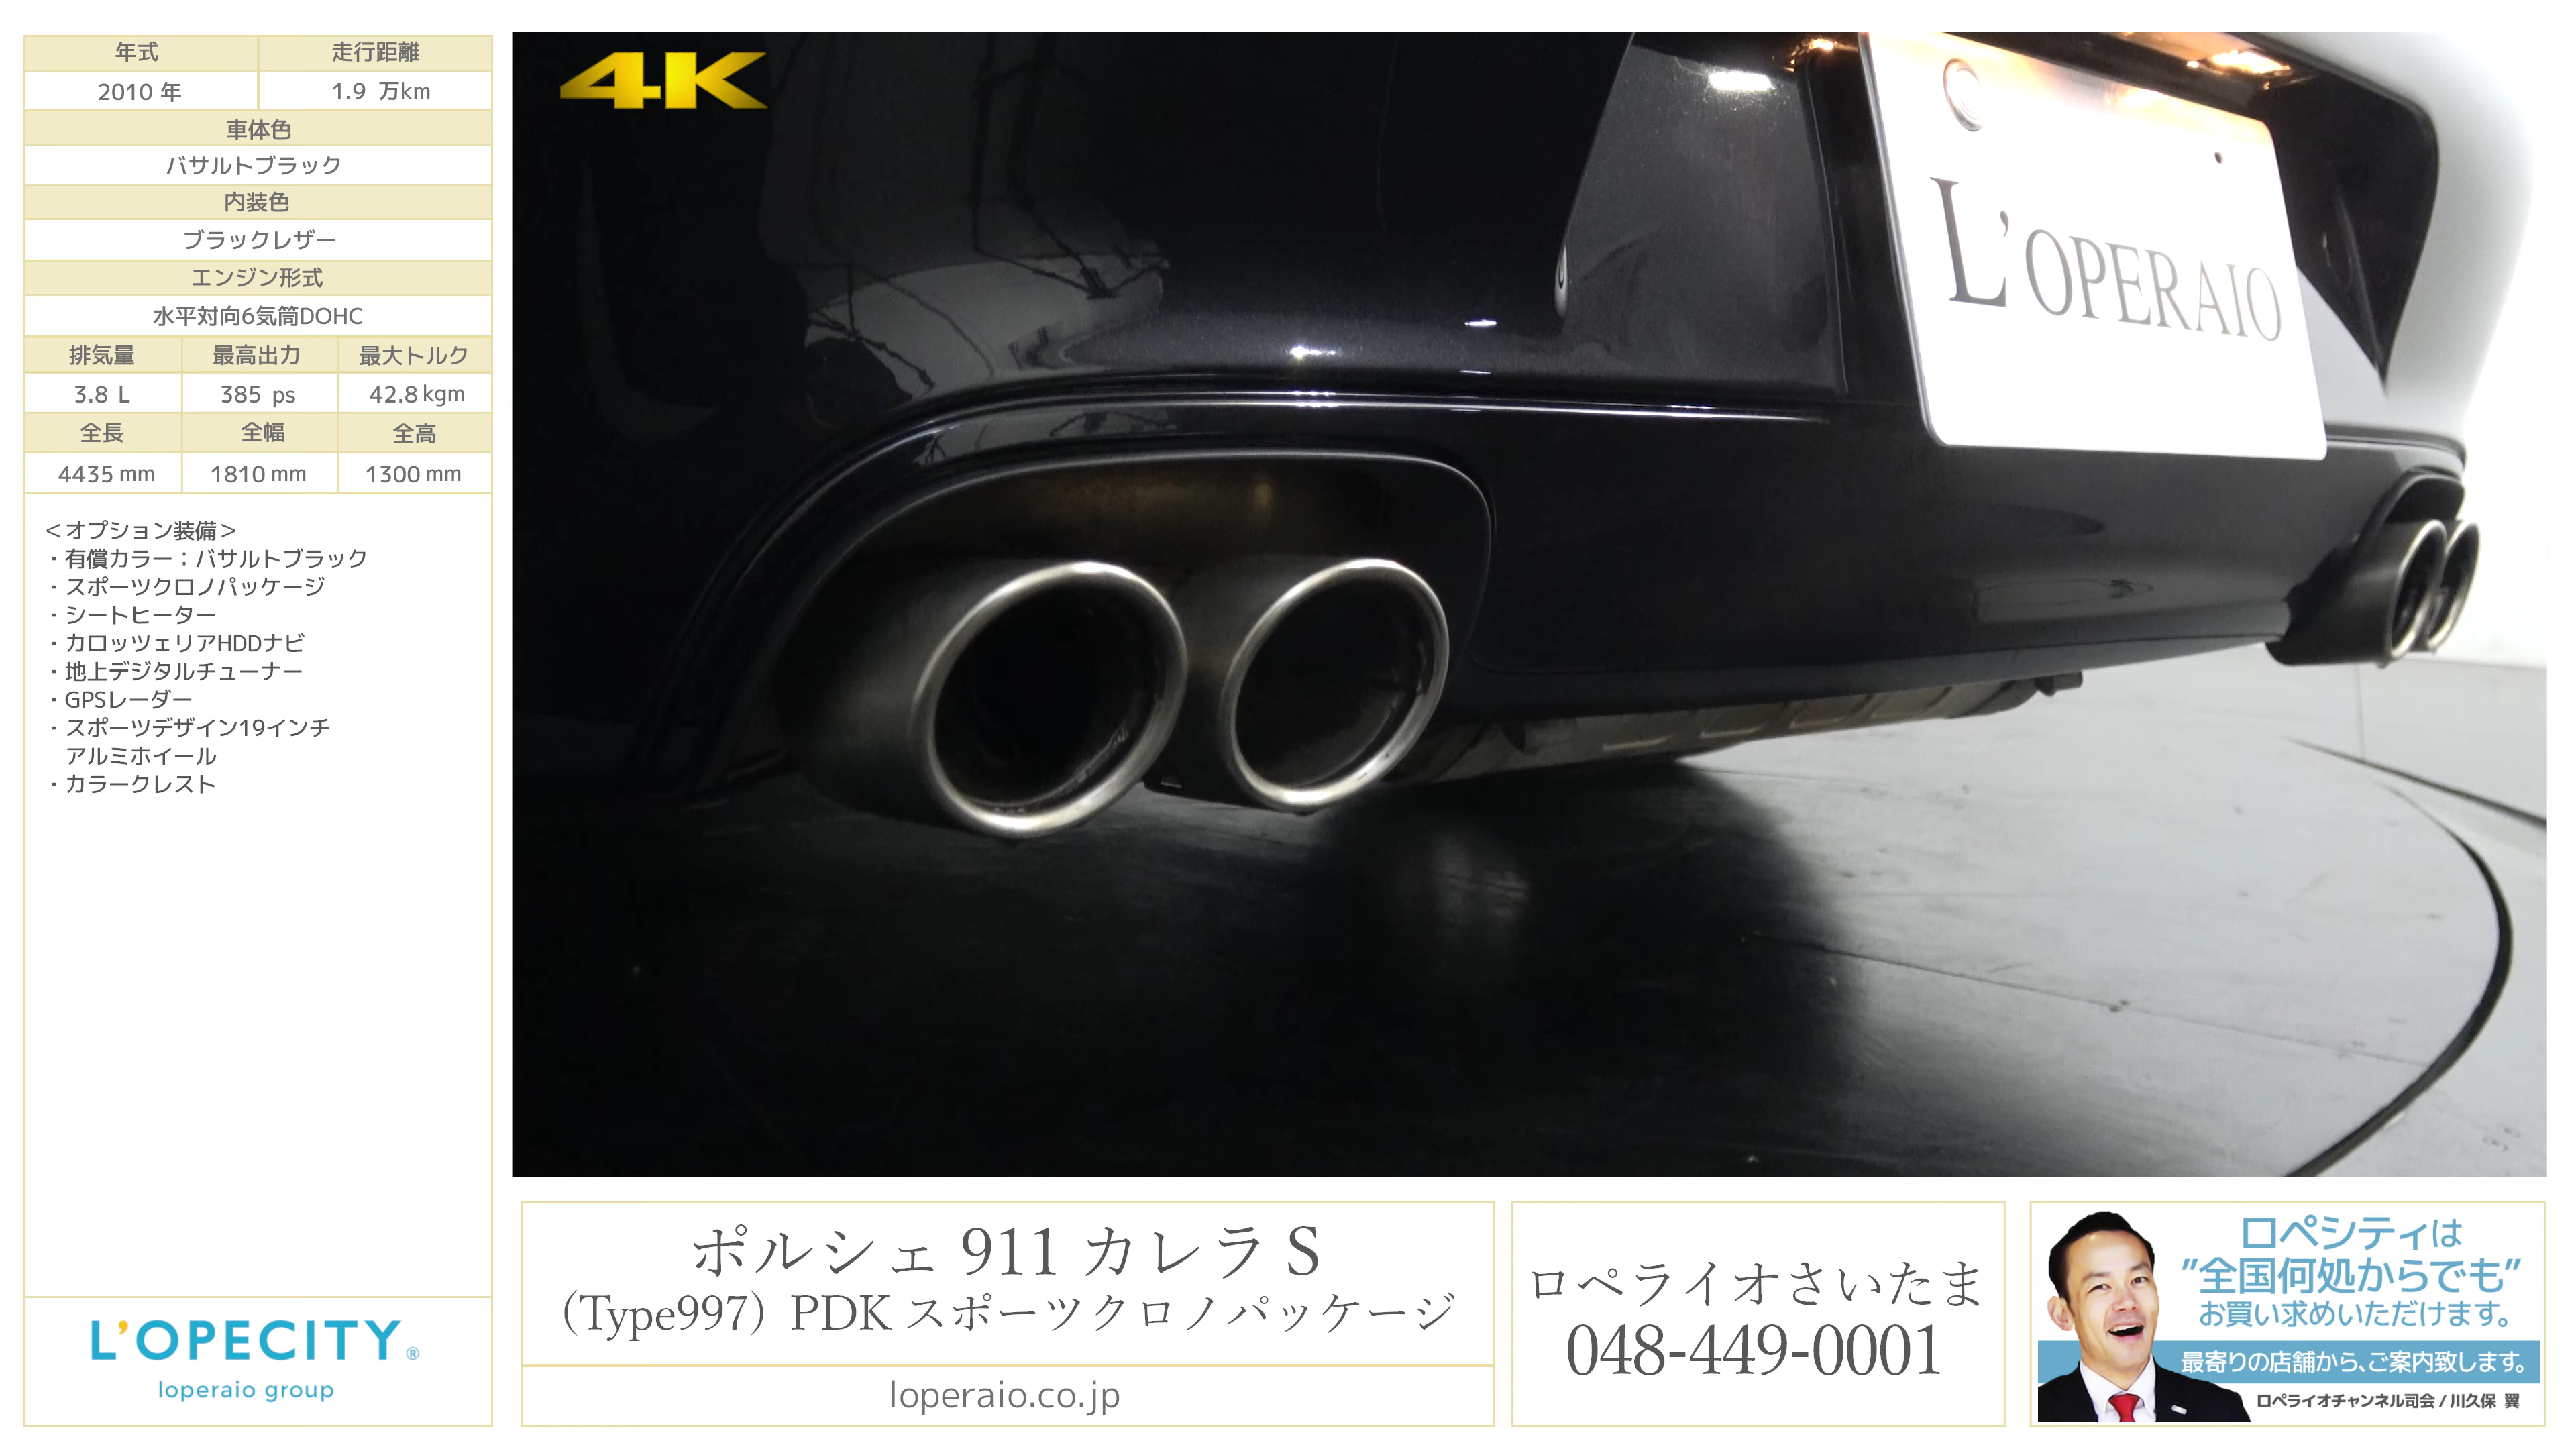 年式 走行距離
2010 年 1.9 万km
車体色
バサルトブラック
内装色
ブラックレザー
エンジン形式
水平対向6気筒DOHC
排気量 最高出力 最大トルク
3.8 L 385 ps 42.8 kgm
全長 全幅 全高
4435 mm 1810 mm 1300 mm
＜オプション装備＞
・有償カラー：バサルトブラック
・スポーツクロノパッケージ
・シートヒーター
・カロッツェリアHDDナビ
・地上デジタルチューナー
・GPSレーダー
・スポーツデザイン19インチ
アルミホイール
・カラークレスト
L'OPECITY®
loperaio group
4K
L'OPERAIO
ポルシェ 911 カレラ S
（Type997）PDK スポーツクロノパッケージ
loperaio.co.jp
ロペライオさいたま
048-449-0001
ロペシティは
”全国何処からでも”
お買い求めいただけます。
最寄りの店舗から、ご案内致します。
ロペライオチャンネル司会 / 川久保 翼